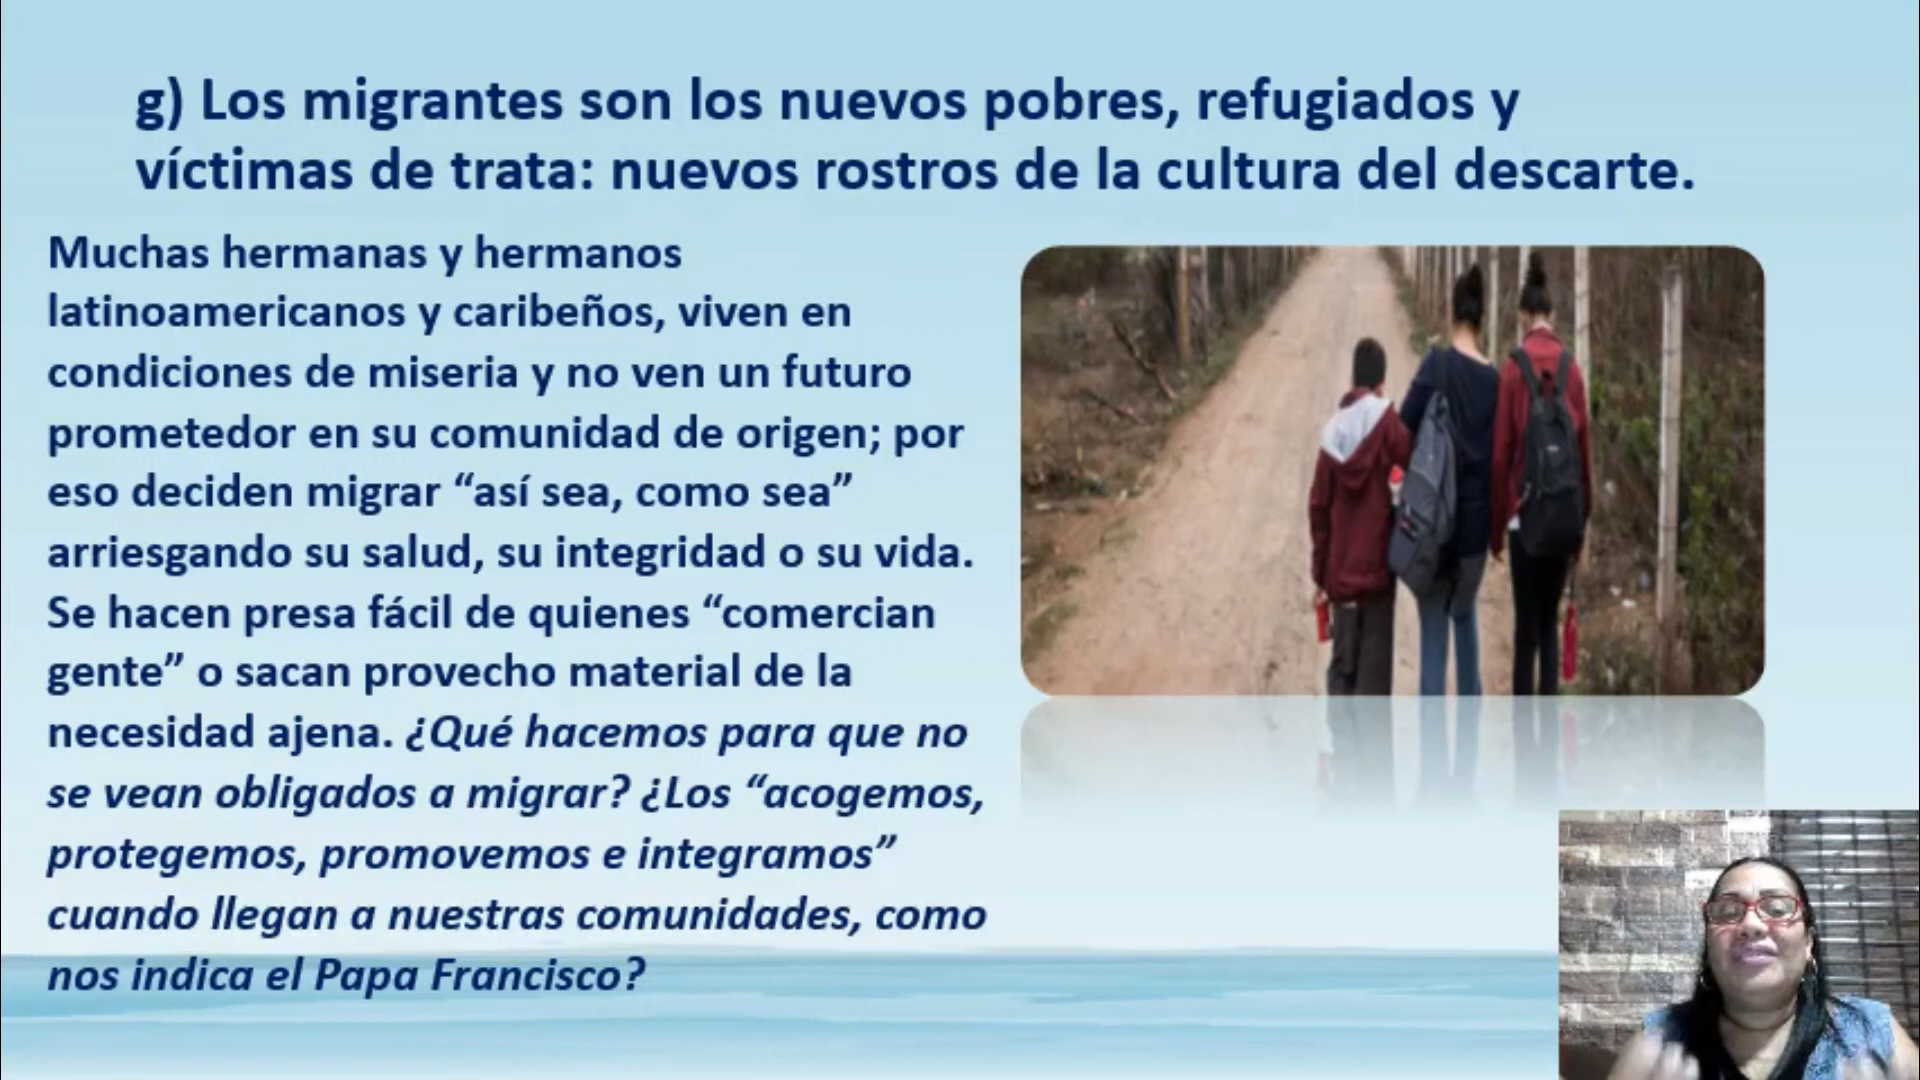 g) Los migrantes son los nuevos pobres, refugiados y
víctimas de trata: nuevos rostros de la cultura del descarte.
Muchas hermanas y hermanos
latinoamericanos y caribeños, viven en
condiciones de miseria y no ven un futuro
prometedor en su comunidad de origen; por
eso deciden migrar “así sea, como sea”
arriesgando su salud, su integridad o su vida.
Se hacen presa fácil de quienes “comercian
gente” o sacan provecho material de la
necesidad ajena. ¿Qué hacemos para que no
se vean obligados a migrar? ¿Los “acogemos,
protegemos, promovemos e integramos”
cuando llegan a nuestras comunidades, como
nos indica el Papa Francisco?